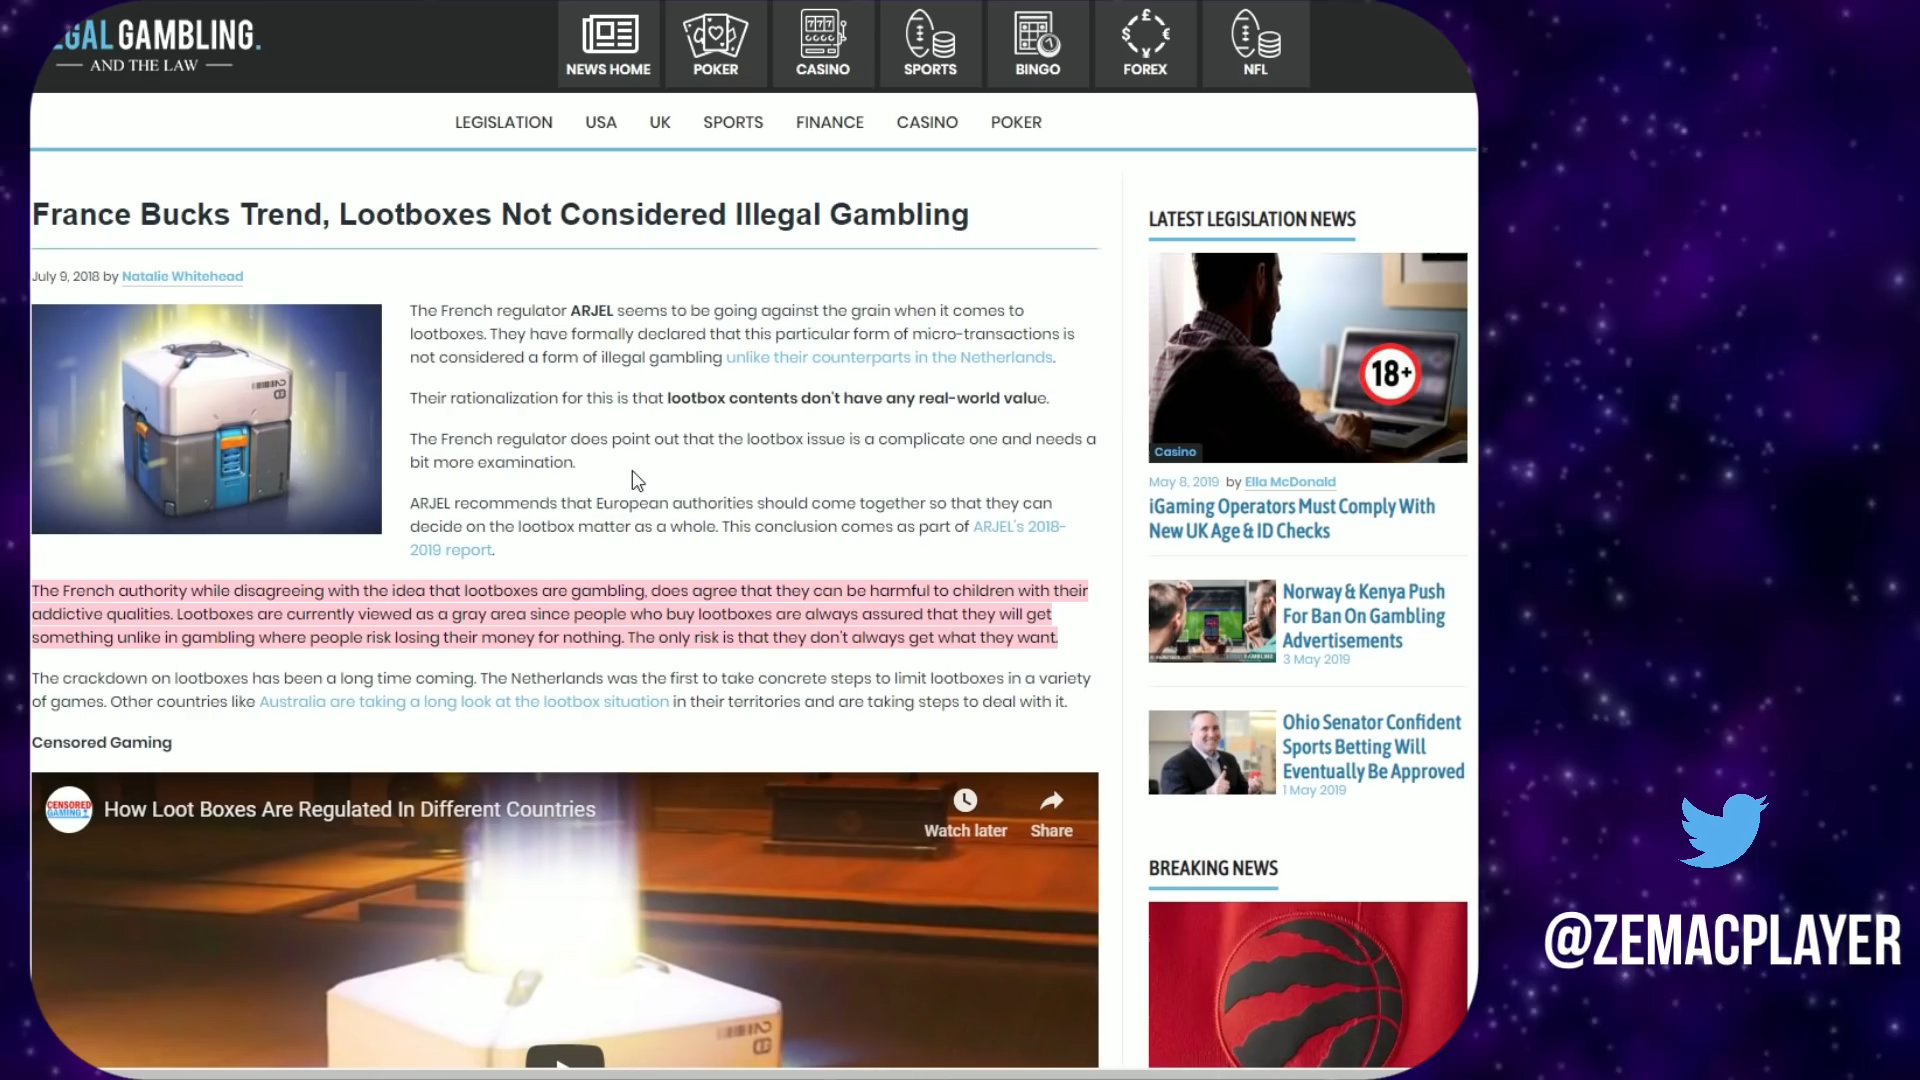 EGAL GAMBLING.
AND THE LAW
NEWS HOME
POKER
CASINO
SPORTS
BINGO
FOREX
NFL
LEGISLATION
USA
UK
SPORTS
FINANCE
CASINO
POKER
France Bucks Trend, Lootboxes Not Considered Illegal Gambling
July 9, 2018 by Natalie Whitehead
The French regulator ARJEL seems to be going against the grain when it comes to
lootboxes. They have formally declared that this particular form of micro-transactions is
not considered a form of illegal gambling unlike their counterparts in the Netherlands.
Their rationalization for this is that lootbox contents don't have any real-world value.
The French regulator does point out that the lootbox issue is a complicate one and needs a
bit more examination.
ARJEL recommends that European authorities should come together so that they can
decide on the lootbox matter as a whole. This conclusion comes as part of ARJEL's 2018-
2019 report.
The French authority while disagreeing with the idea that lootboxes are gambling, does agree that they can be harmful to children with their
addictive qualities. Lootboxes are currently viewed as a gray area since people who buy lootboxes are always assured that they will get
something unlike in gambling where people risk losing their money for nothing. The only risk is that they don't always get what they want.
The crackdown on lootboxes has been a long time coming. The Netherlands was the first to take concrete steps to limit lootboxes in a variety
of games. Other countries like Australia are taking a long look at the lootbox situation in their territories and are taking steps to deal with it.
Censored Gaming
CENSORED
GAMING
How Loot Boxes Are Regulated In Different Countries
Watch later
Share
LATEST LEGISLATION NEWS
18+
Casino
May 8, 2019 by Ella McDonald
iGaming Operators Must Comply With
New UK Age & ID Checks
Norway & Kenya Push
For Ban On Gambling
Advertisements
3 May 2019
Ohio Senator Confident
Sports Betting Will
Eventually Be Approved
1 May 2019
BREAKING NEWS
@ZEMACPLAYER